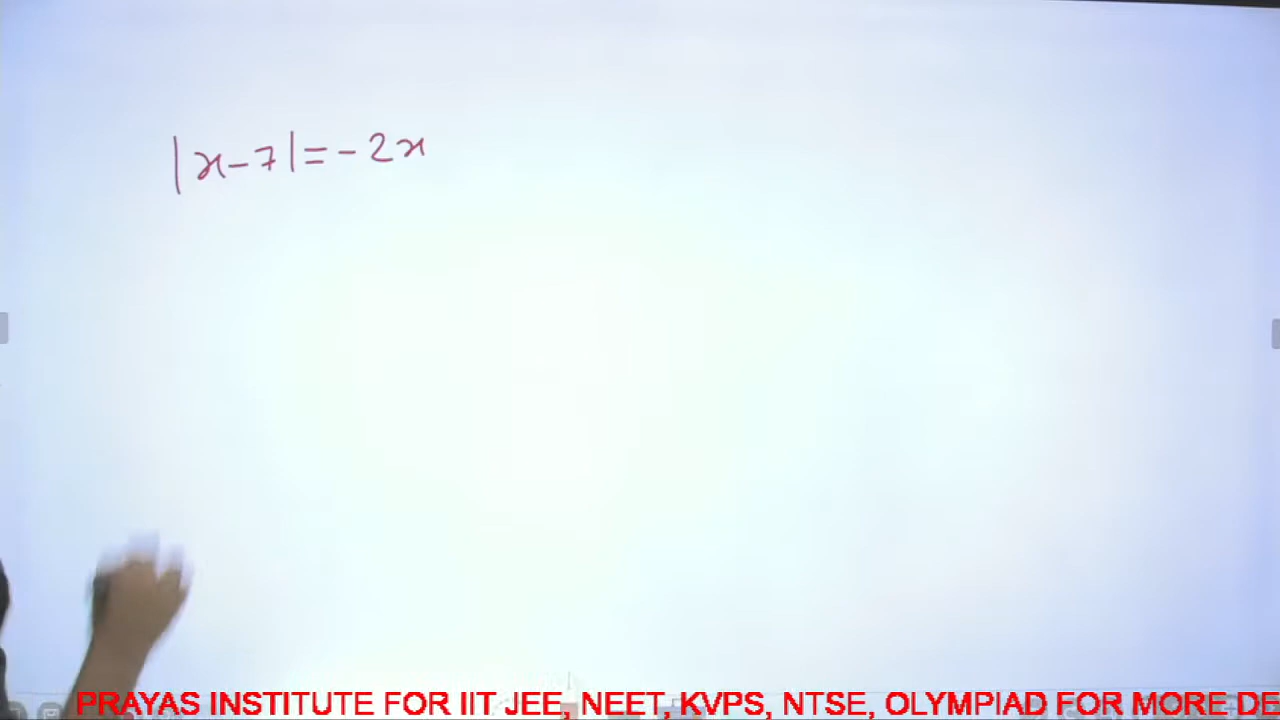 |x-7|=-2x
PRAYAS INSTITUTE FOR IIT JEE, NEET, KVPS, NTSE, OLYMPIAD FOR MORE DE